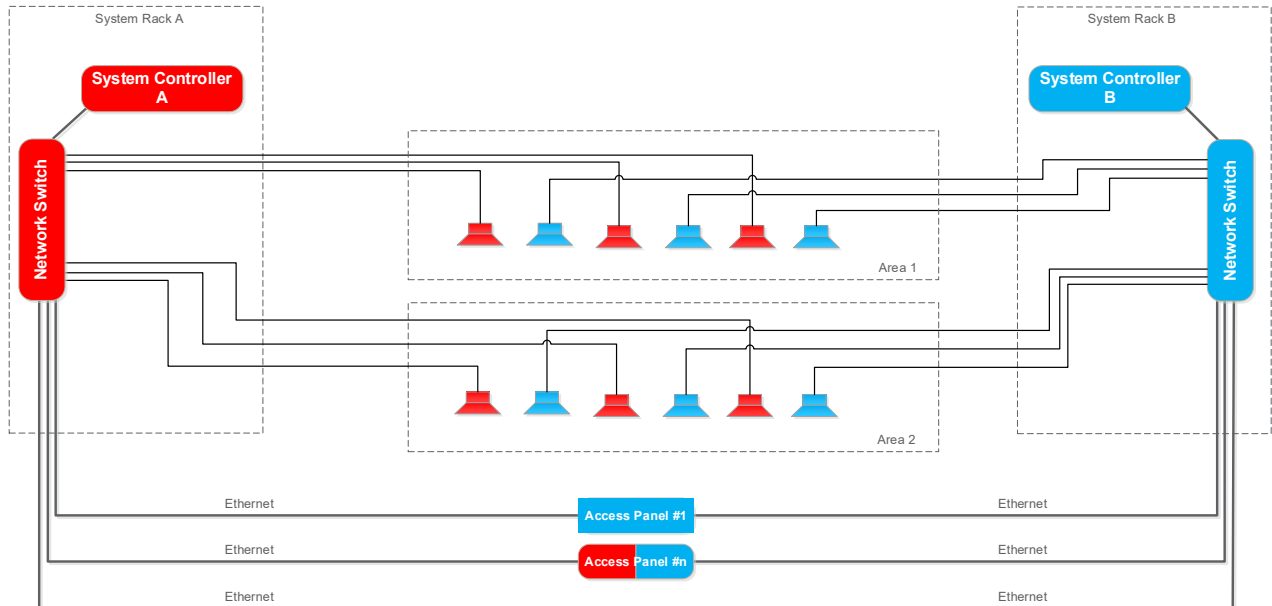 System Rack A
System Rack B
System Controller
A
System Controller
B
Network Switch
Network Switch
Area 1
Area 2
Ethernet
Access Panel #1
Ethernet
Ethernet
Access Panel #n
Ethernet
Ethernet
Ethernet